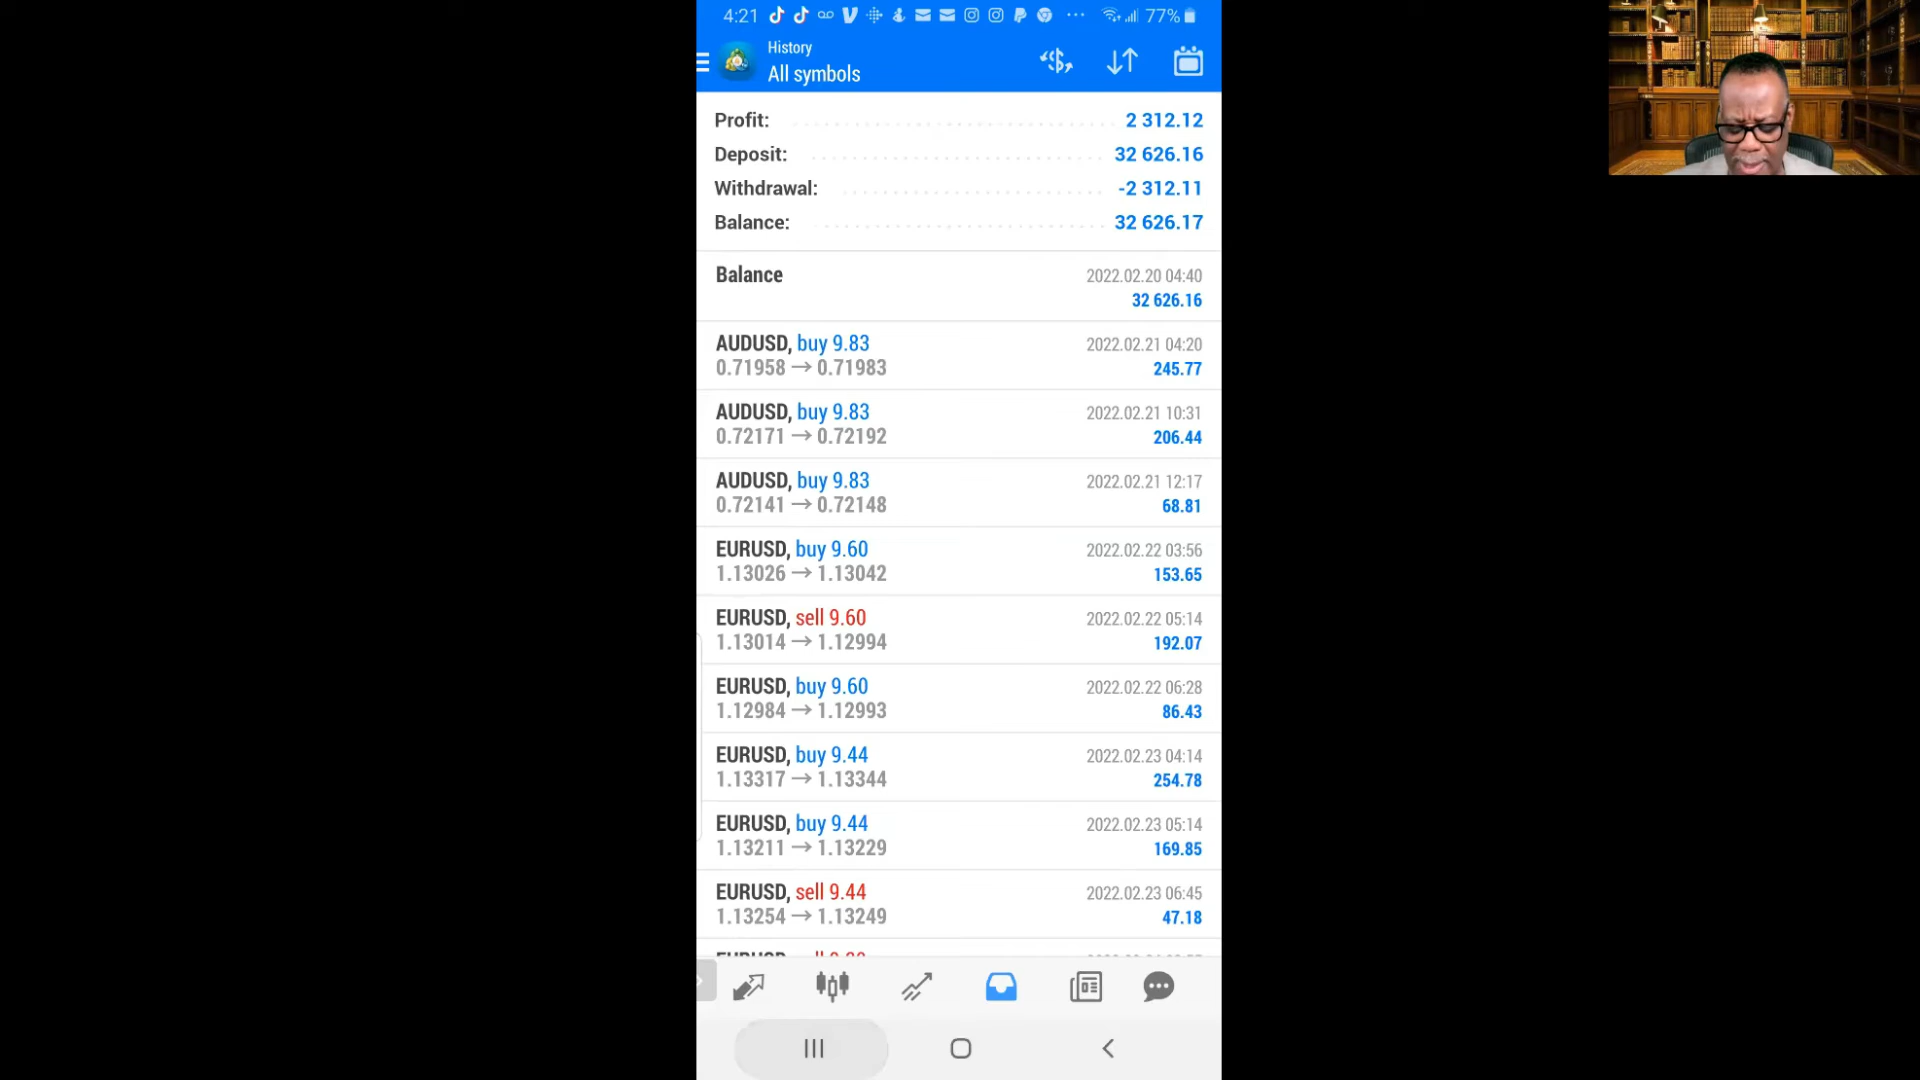 4:21 77%
History
All symbols
Profit: 2 312.12
Deposit: 32 626.16
Withdrawal: -2 312.11
Balance: 32 626.17
Balance 2022.02.20 04:40
32 626.16
AUDUSD, buy 9.83 2022.02.21 04:20
0.71958 → 0.71983 245.77
AUDUSD, buy 9.83 2022.02.21 10:31
0.72171 → 0.72192 206.44
AUDUSD, buy 9.83 2022.02.21 12:17
0.72141 → 0.72148 68.81
EURUSD, buy 9.60 2022.02.22 03:56
1.13026 → 1.13042 153.65
EURUSD, sell 9.60 2022.02.22 05:14
1.13014 → 1.12994 192.07
EURUSD, buy 9.60 2022.02.22 06:28
1.12984 → 1.12993 86.43
EURUSD, buy 9.44 2022.02.23 04:14
1.13317 → 1.13344 254.78
EURUSD, buy 9.44 2022.02.23 05:14
1.13211 → 1.13229 169.85
EURUSD, sell 9.44 2022.02.23 06:45
1.13254 → 1.13249 47.18